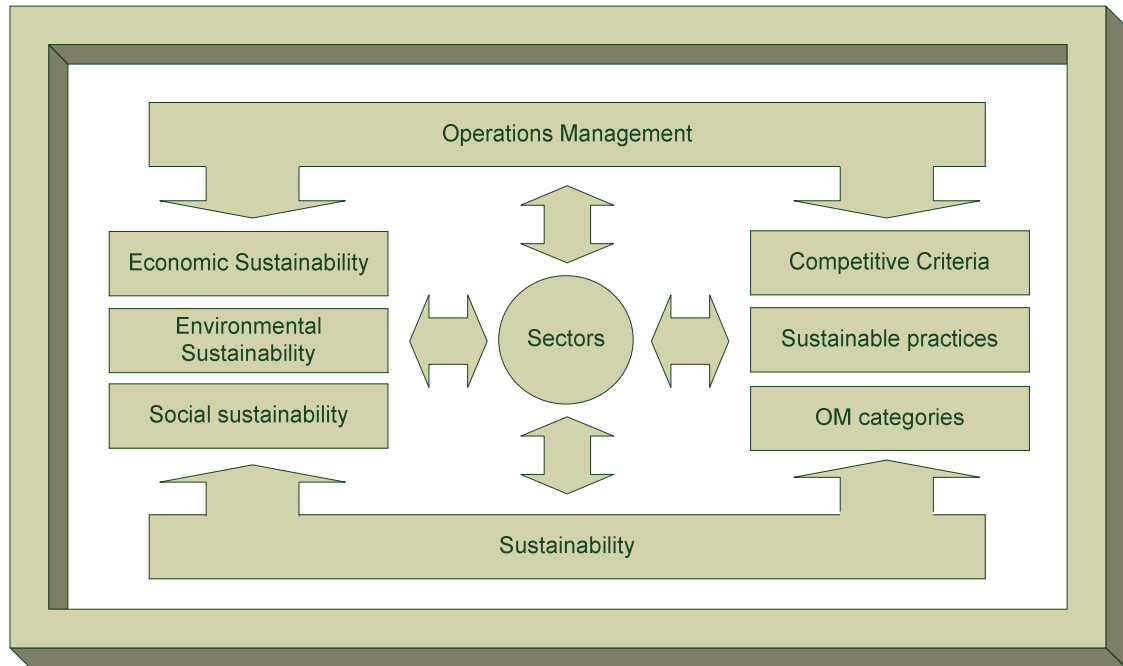 Operations Management
Economic Sustainability
Environmental
Sustainability
Social sustainability
Sectors
Competitive Criteria
Sustainable practices
OM categories
Sustainability